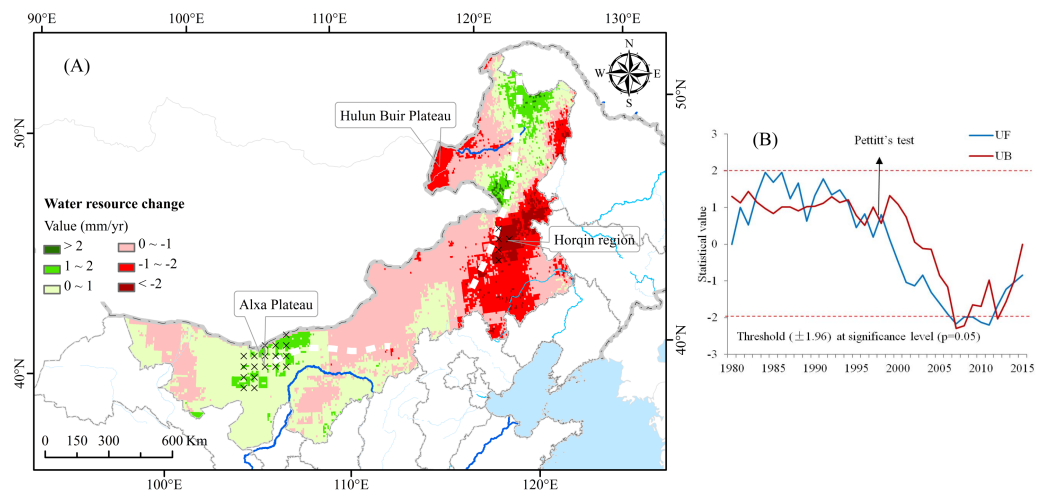 90°E 100°E 110°E 120°E 130°E
(A)
N
W E
S
50°N
50°N
Hulun Buir Plateau
Water resource change
Value (mm/yr)
> 2 0 ~ -1
1 ~ 2 -1 ~ -2
0 ~ 1 < -2
Horqin region
Alxa Plateau
40°N
40°N
0 150 300 600 Km
100°E 110°E 120°E
(B)
Pettitt's test
UF
UB
Statistical value
3
2
1
0
-1
-2
-3
Threshold (±1.96) at significance level (p=0.05)
1980 1985 1990 1995 2000 2005 2010 2015